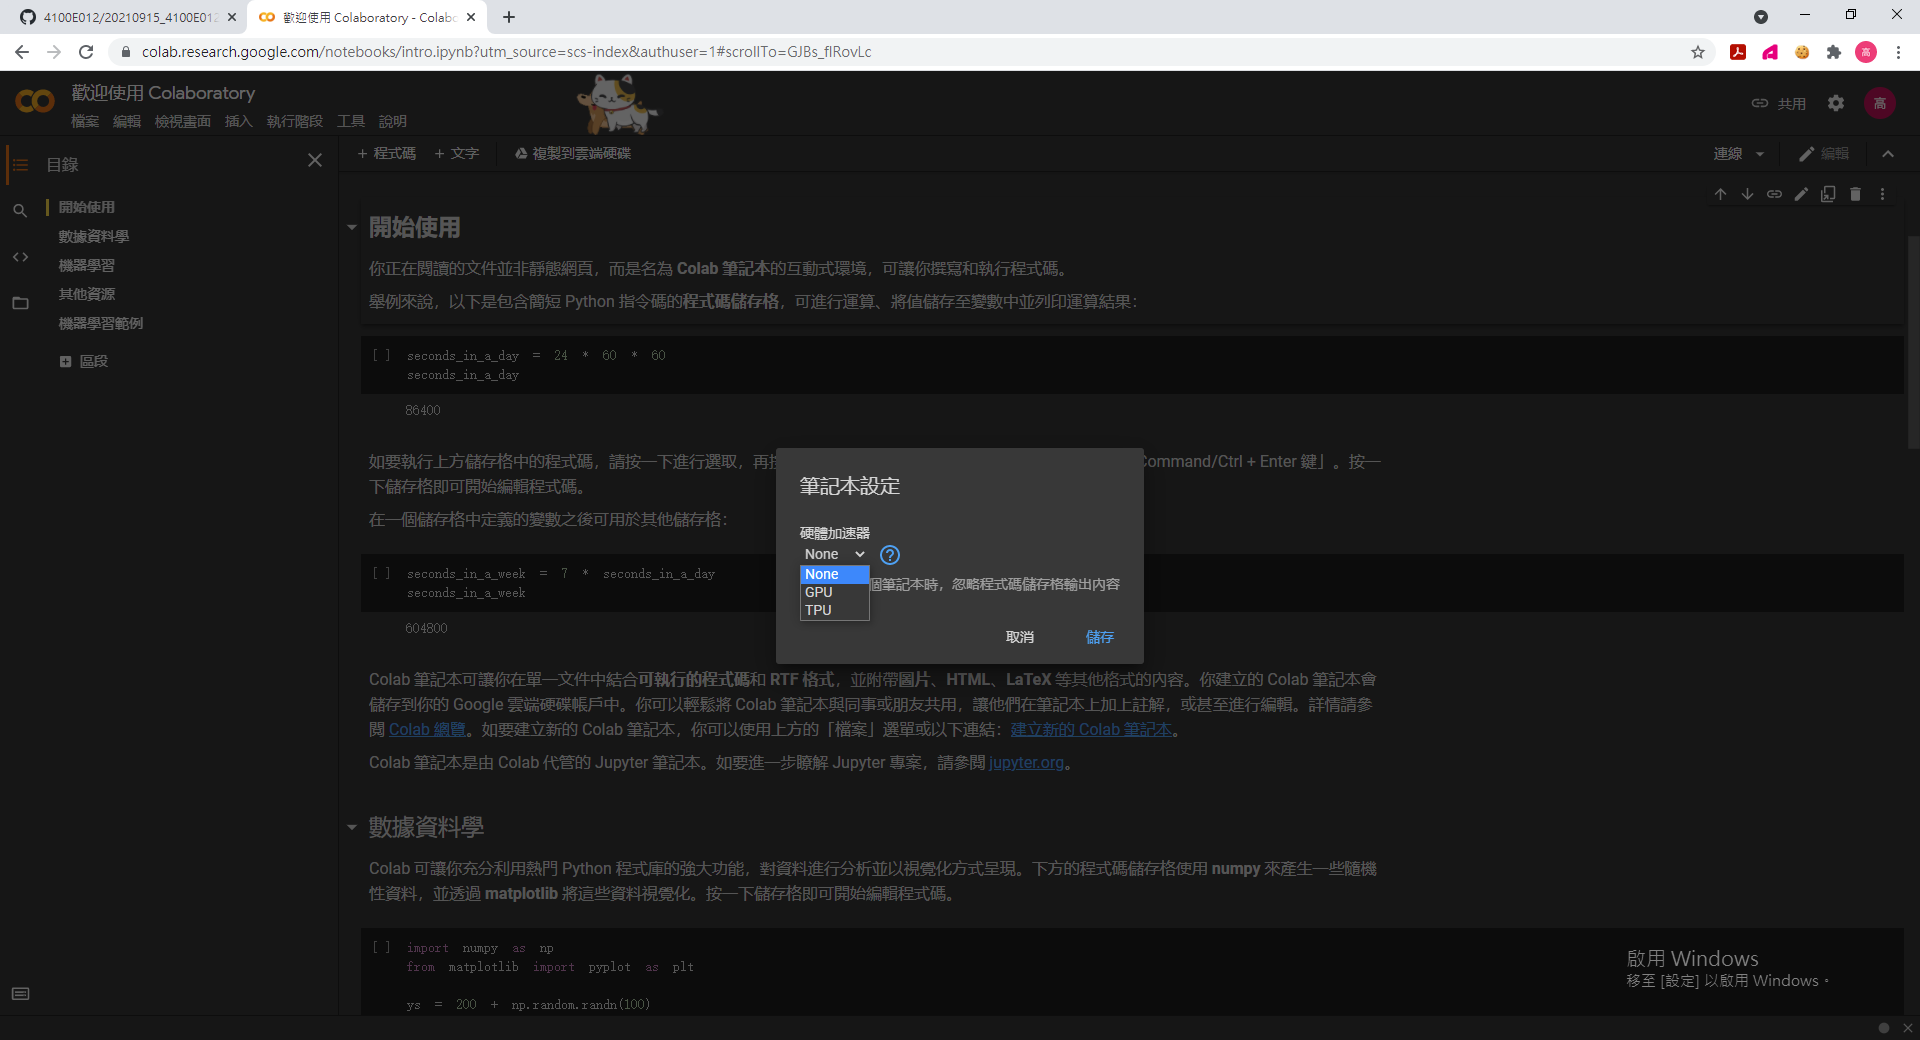 4100E012/20210915_4100E012
歡迎使用 Colaboratory - Colabo
colab.research.google.com/notebooks/intro.ipynb?utm_source=scs-index&authuser=1#scrollTo=GJBs_flRovLc
高
歡迎使用 Colaboratory
檔案 編輯 檢視畫面 插入 執行階段 工具 說明
共用
高
目錄
+ 程式碼 + 文字 複製到雲端硬碟
連線 編輯
開始使用
數據資料學
機器學習
其他資源
機器學習範例
區段
開始使用
你正在閱讀的文件並非靜態網頁，而是名為 Colab 筆記本的互動式環境，可讓你撰寫和執行程式碼。
舉例來說，以下是包含簡短 Python 指令碼的程式碼儲存格，可進行運算、將值儲存至變數中並列印運算結果：
[ ] seconds_in_a_day = 24 * 60 * 60
seconds_in_a_day
86400
如要執行上方儲存格中的程式碼，請按一下進行選取，再按 Command/Ctrl + Enter 鍵」。按一
下儲存格即可開始編輯程式碼。
在一個儲存格中定義的變數之後可用於其他儲存格：
[ ] seconds_in_a_week = 7 * seconds_in_a_day
seconds_in_a_week
604800
筆記本設定
硬體加速器
None
None
GPU
TPU
個筆記本時，忽略程式碼儲存格輸出內容
取消 儲存
Colab 筆記本可讓你在單一文件中結合可執行的程式碼和 RTF 格式，並附帶圖片、HTML、LaTeX 等其他格式的內容。你建立的 Colab 筆記本會
儲存到你的 Google 雲端硬碟帳戶中。你可以輕鬆將 Colab 筆記本與同事或朋友共用，讓他們在筆記本上加上註解，或甚至進行編輯。詳情請參
閱 Colab 總覽。如要建立新的 Colab 筆記本，你可以使用上方的「檔案」選單或以下連結：建立新的 Colab 筆記本。
Colab 筆記本是由 Colab 代管的 Jupyter 筆記本。如要進一步瞭解 Jupyter 專案，請參閱 jupyter.org。
數據資料學
Colab 可讓你充分利用熱門 Python 程式庫的強大功能，對資料進行分析並以視覺化方式呈現。下方的程式碼儲存格使用 numpy 來產生一些隨機
性資料，並透過 matplotlib 將這些資料視覺化。按一下儲存格即可開始編輯程式碼。
[ ] import numpy as np
from matplotlib import pyplot as plt
ys = 200 + np.random.randn(100)
啟用 Windows
移至 [設定] 以啟用 Windows。